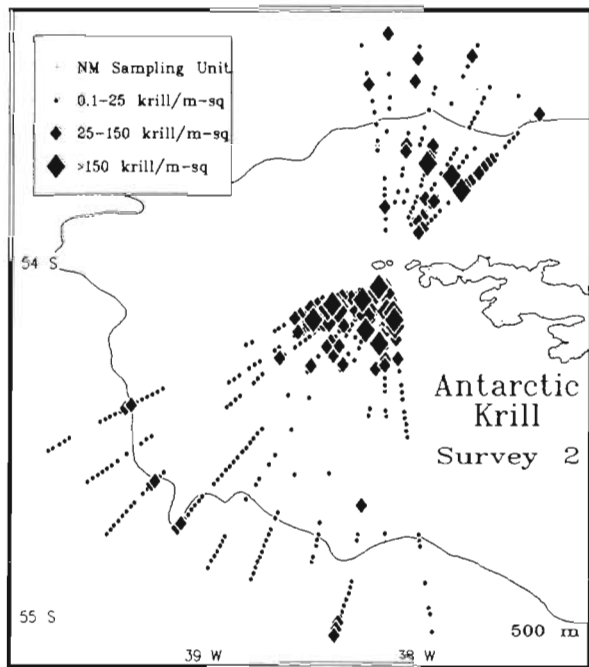 NM Sampling Unit
0.1-25 krill/m-sq
25-150 krill/m-sq
>150 krill/m-sq
54 S
Antarctic
Krill
Survey 2
55 S
500 m
39 W
38 W